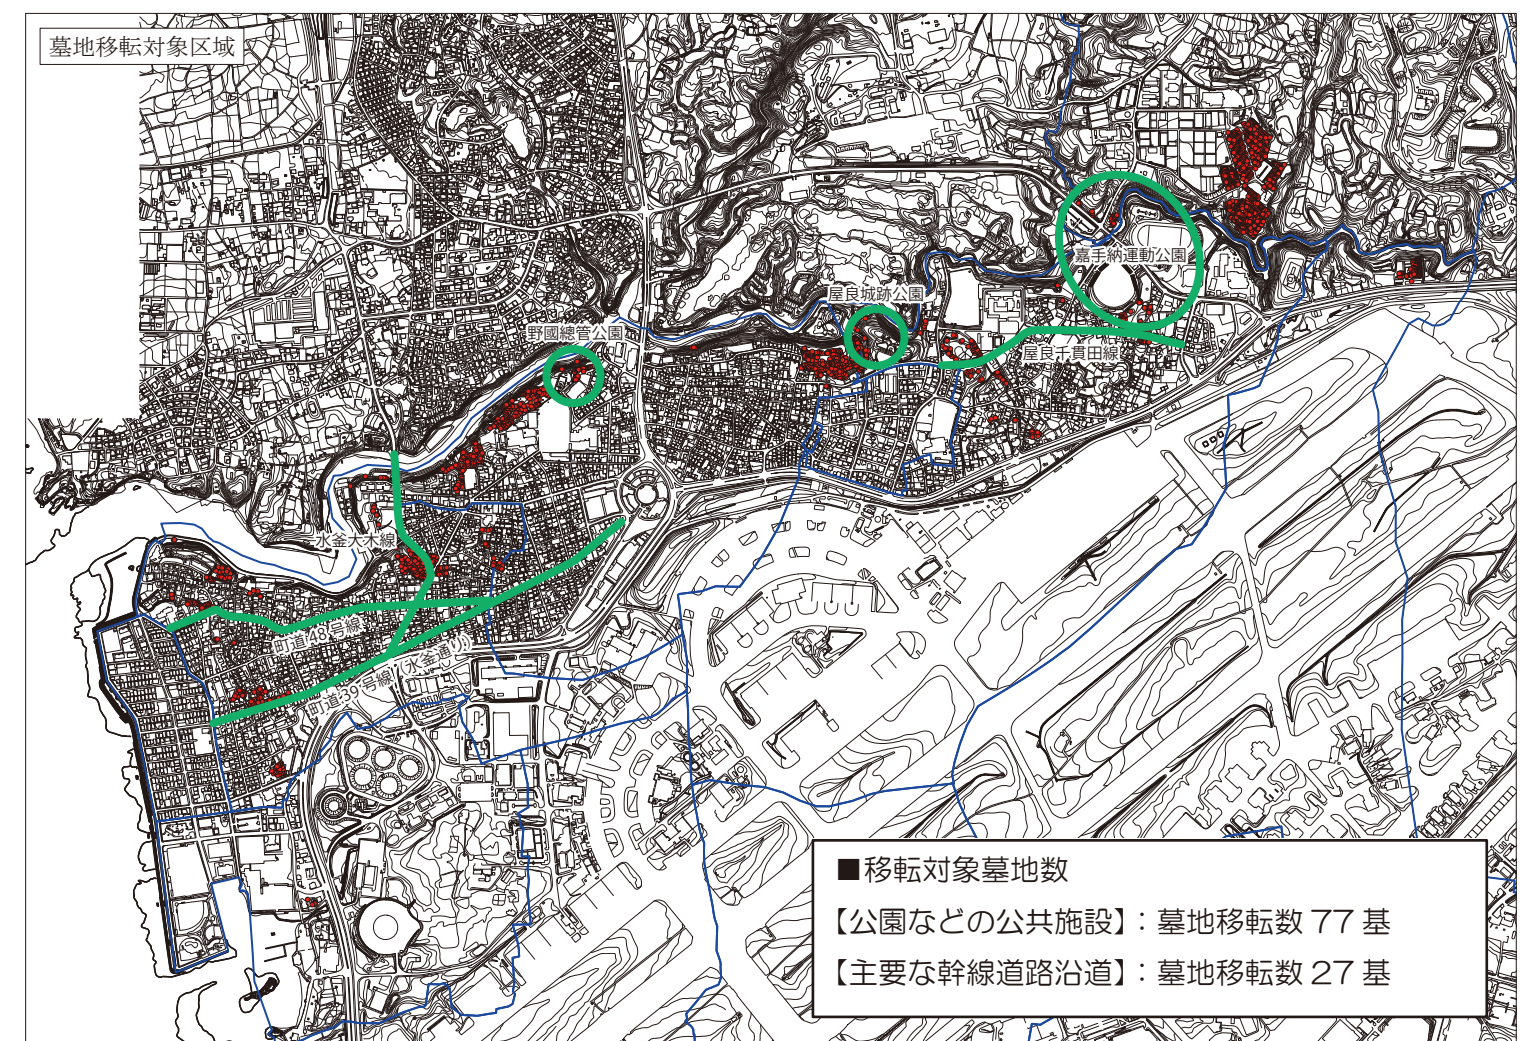 墓地移転対象区域
嘉手納運動公園
屋良城跡公園
野國總管公園
屋良千貫田線
水釜大木線
町道48号線
町道39号線（水釜通り）
■移転対象墓地数
【公園などの公共施設】：墓地移転数 77 基
【主要な幹線道路沿道】：墓地移転数 27 基